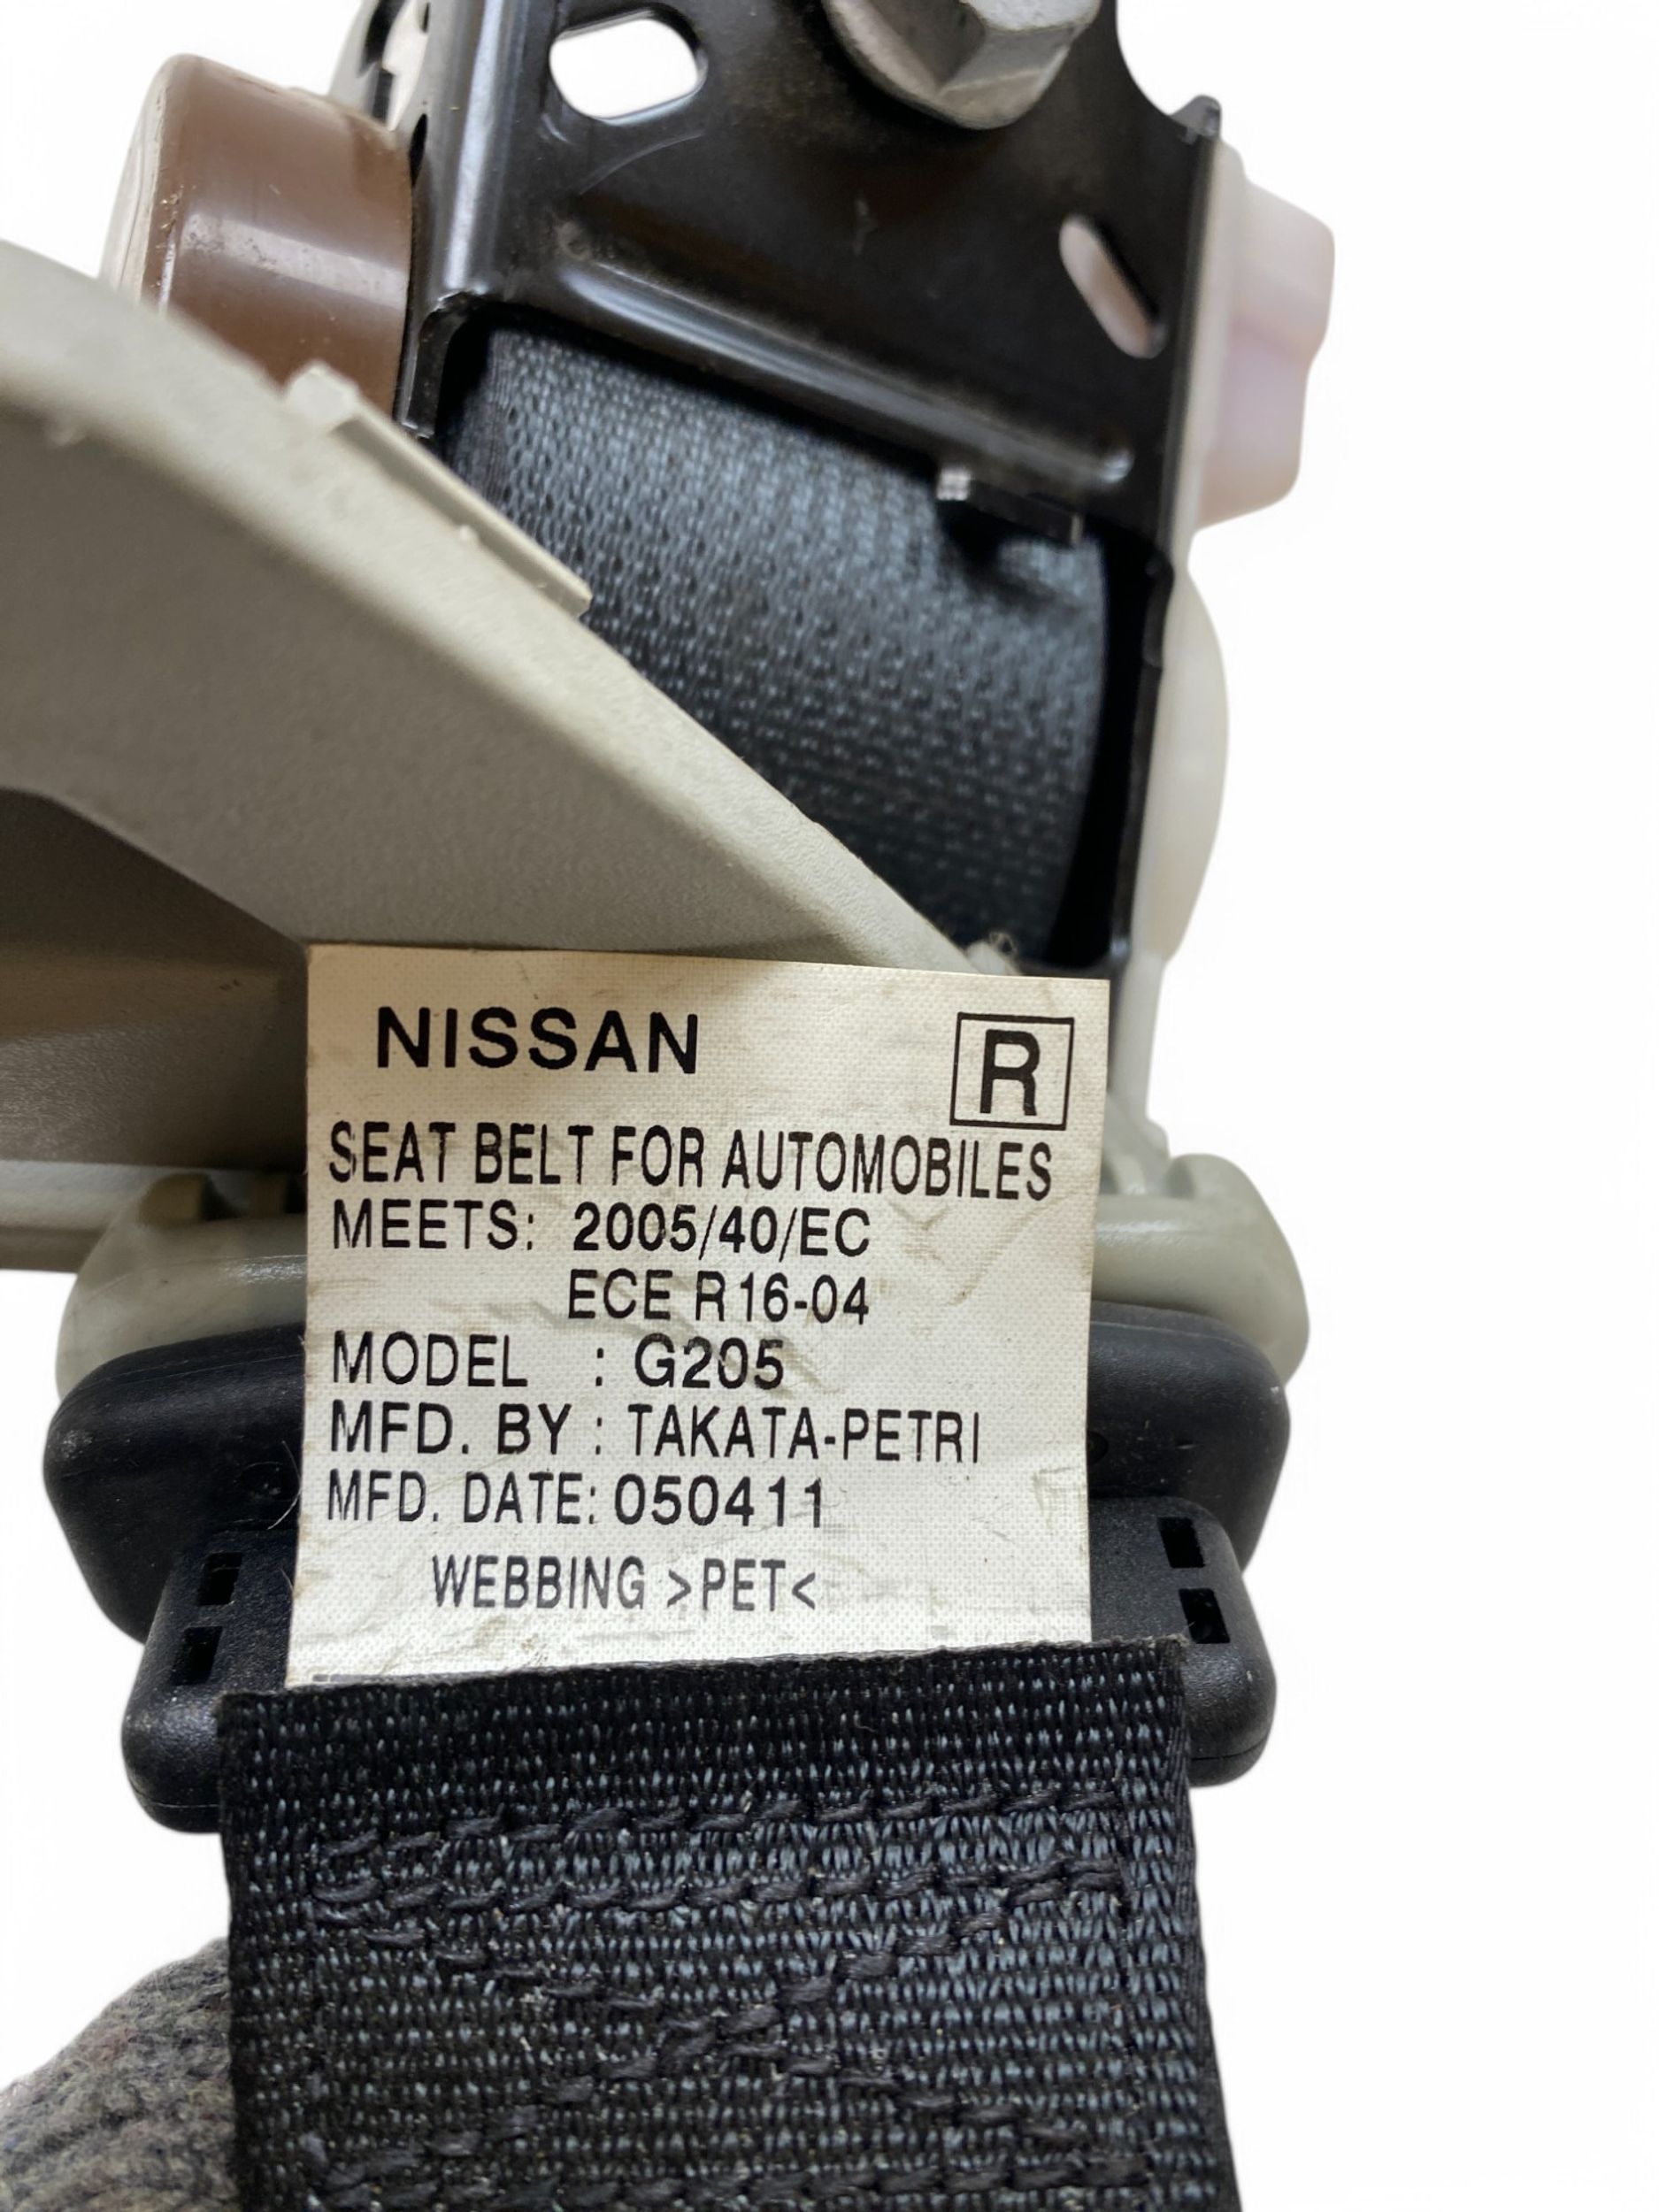 NISSAN R
SEAT BELT FOR AUTOMOBILES
MEETS: 2005/40/EC
ECE R16-04
MODEL : G205
MFD. BY : TAKATA-PETRI
MFD. DATE: 050411
WEBBING >PET<